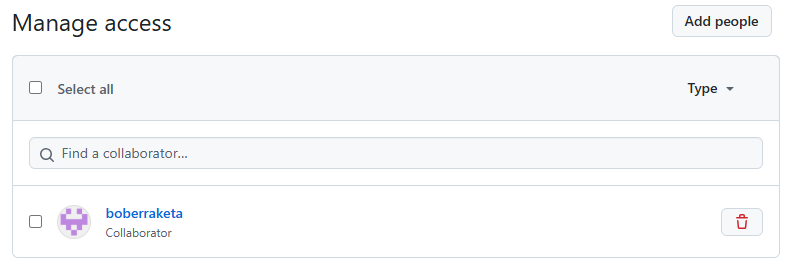 Manage access
Add people
Select all
Type
Find a collaborator...
boberraketa
Collaborator